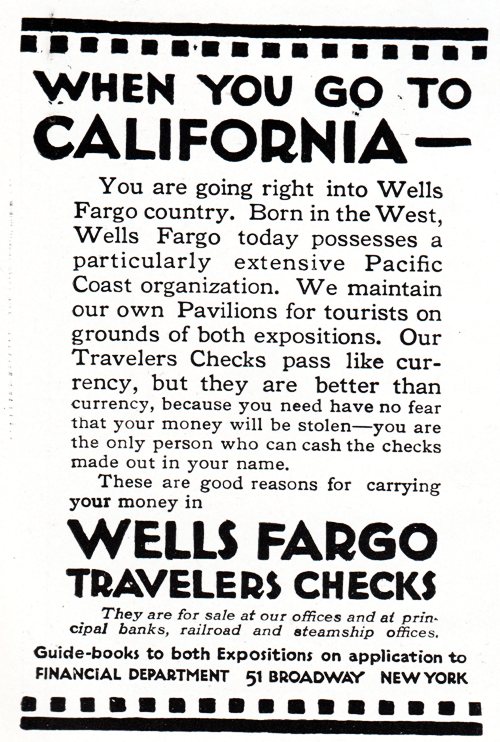 WHEN YOU GO TO
CALIFORNIA—
You are going right into Wells
Fargo country. Born in the West,
Wells Fargo today possesses a
particularly extensive Pacific
Coast organization. We maintain
our own Pavilions for tourists on
grounds of both expositions. Our
Travelers Checks pass like cur-
rency, but they are better than
currency, because you need have no fear
that your money will be stolen—you are
the only person who can cash the checks
made out in your name.
These are good reasons for carrying
your money in
WELLS FARGO
TRAVELERS CHECKS
They are for sale at our offices and at prin-
cipal banks, railroad and steamship offices.
Guide-books to both Expositions on application to
FINANCIAL DEPARTMENT 51 BROADWAY NEW YORK